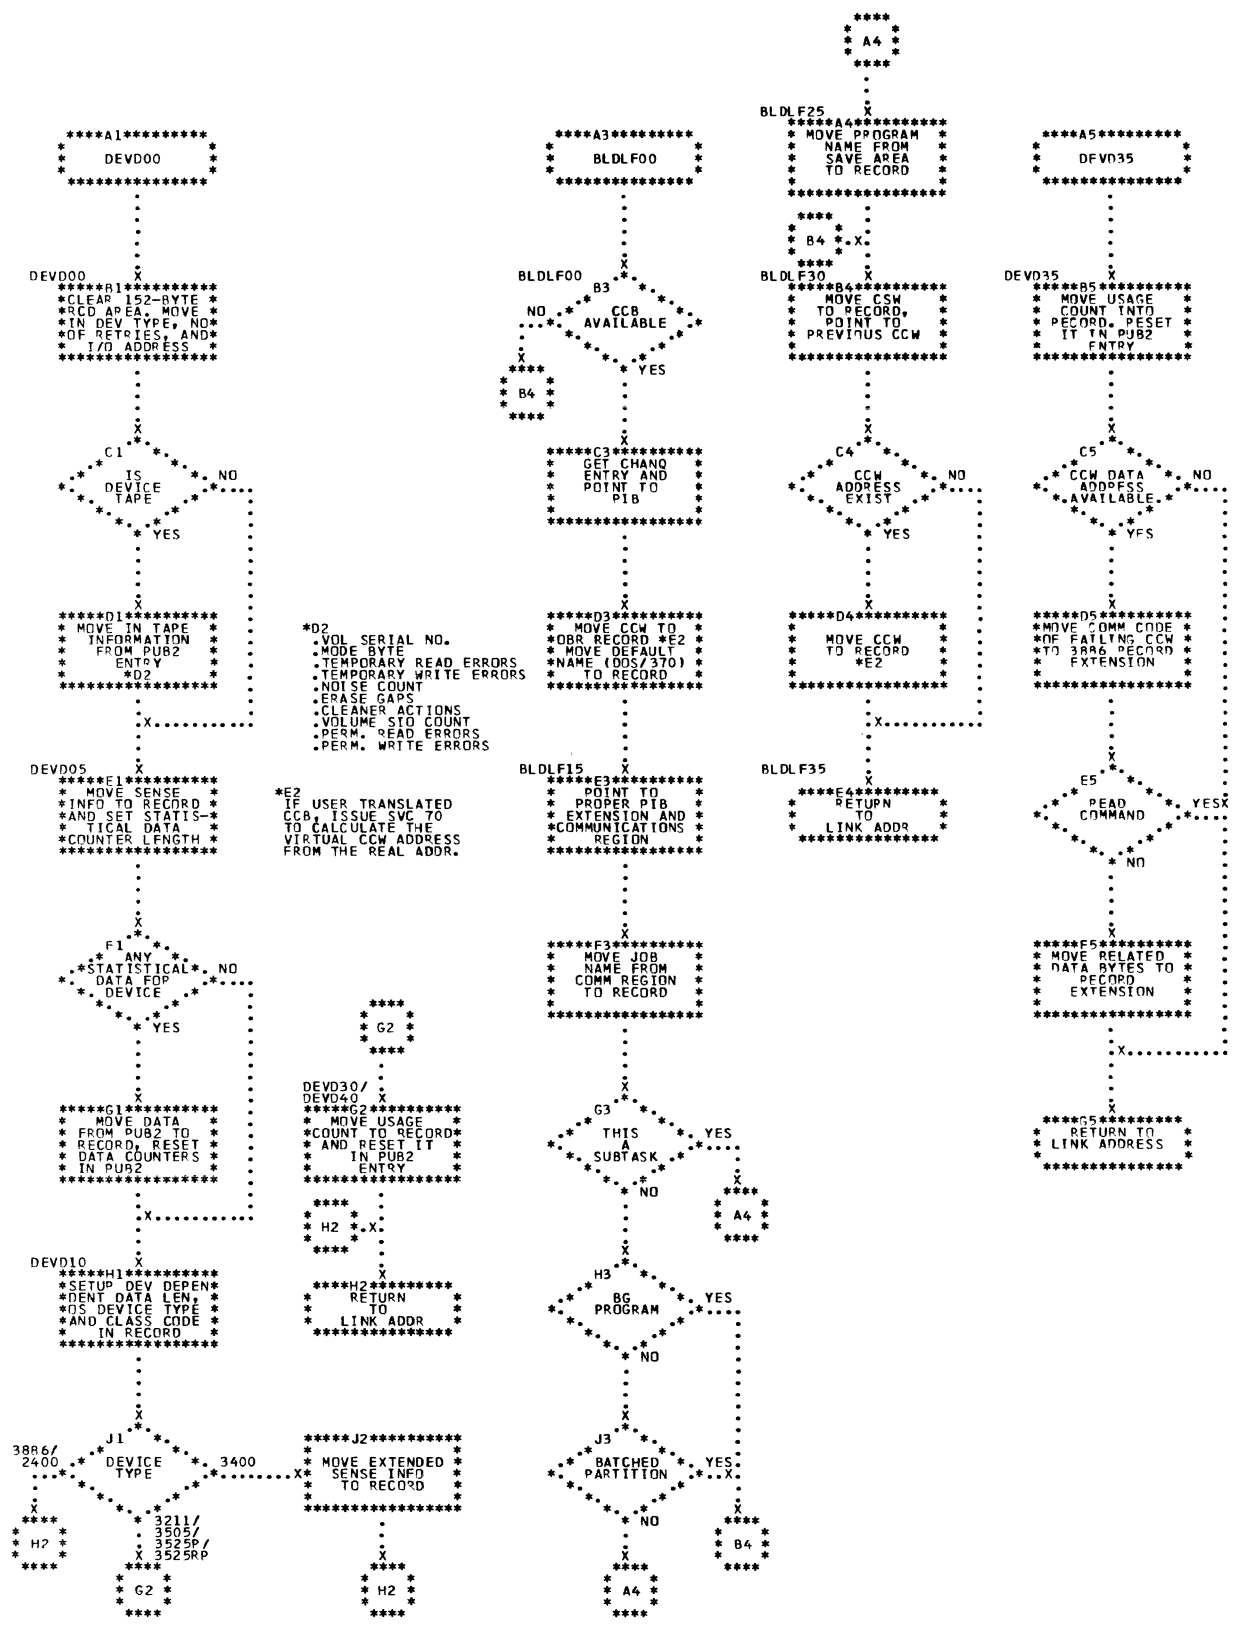 A4
BLDLF25
A1
DEVD00
A3
BLDLF00
A4
MOVE PROGRAM
NAME FROM
SAVE AREA
TO RECORD
A5
DEVD35
B4
DEVD00
B1
CLEAR 152-BYTE
RCD AREA. MOVE
IN DEV TYPE, NO
OF RETRIES, AND
I/O ADDRESS
BLDLF00
B3
CCB
AVAILABLE
NO
YES
B4
BLDLF30
B4
MOVE CSW
TO RECORD,
POINT TO
PREVIOUS CCW
DEVD35
B5
MOVE USAGE
COUNT INTO
RECORD. RESET
IT IN PUB2
ENTRY
C1
IS
DEVICE
TAPE
NO
YES
C3
GET CHANQ
ENTRY AND
POINT TO
PIB
C4
CCW
ADDRESS
EXIST
NO
YES
C5
CCW DATA
ADDRESS
AVAILABLE
NO
YES
D1
MOVE IN TAPE
INFORMATION
FROM PUB2
ENTRY
*D2
*D2
.VOL SERIAL NO.
.MODE BYTE
.TEMPORARY READ ERRORS
.TEMPORARY WRITE ERRORS
.NOISE COUNT
.ERASE GAPS
.CLEANER ACTIONS
.VOLUME SIO COUNT
.PERM. READ ERRORS
.PERM. WRITE ERRORS
D3
MOVE CCW TO
OBR RECORD *E2
MOVE DEFAULT
NAME (DOS/370)
TO RECORD
D4
MOVE CCW
TO RECORD
*E2
D5
MOVE COMM CODE
OF FAILING CCW
TO 3886 RECORD
EXTENSION
DEVD05
E1
MOVE SENSE
INFO TO RECORD
AND SET STATIS-
TICAL DATA
COUNTER LENGTH
*E2
IF USER TRANSLATED
CCB, ISSUE SVC 70
TO CALCULATE THE
VIRTUAL CCW ADDRESS
FROM THE REAL ADDR.
BLDLF15
E3
POINT TO
PROPER PIB
EXTENSION AND
COMMUNICATIONS
REGION
BLDLF35
E4
RETURN
TO
LINK ADDR
E5
READ
COMMAND
YES
NO
F1
ANY
STATISTICAL
DATA FOR
DEVICE
NO
YES
F3
MOVE JOB
NAME FROM
COMM REGION
TO RECORD
F5
MOVE RELATED
DATA BYTES TO
RECORD
EXTENSION
G2
G1
MOVE DATA
FROM PUB2 TO
RECORD, RESET
DATA COUNTERS
IN PUB2
DEVD30/
DEVD40
G2
MOVE USAGE
COUNT TO RECORD
AND RESET IT
IN PUB2
ENTRY
G3
THIS
A
SUBTASK
YES
NO
A4
G5
RETURN TO
LINK ADDRESS
H2
DEVD10
H1
SETUP DEV DEPEN
DENT DATA LEN,
OS DEVICE TYPE
AND CLASS CODE
IN RECORD
H2
RETURN
TO
LINK ADDR
H3
BG
PROGRAM
YES
NO
J1
DEVICE
TYPE
3886/
2400
3400
3211/
3505/
3525P/
3525RP
J2
MOVE EXTENDED
SENSE INFO
TO RECORD
J3
BATCHED
PARTITION
YES
NO
H2
G2
H2
A4
B4